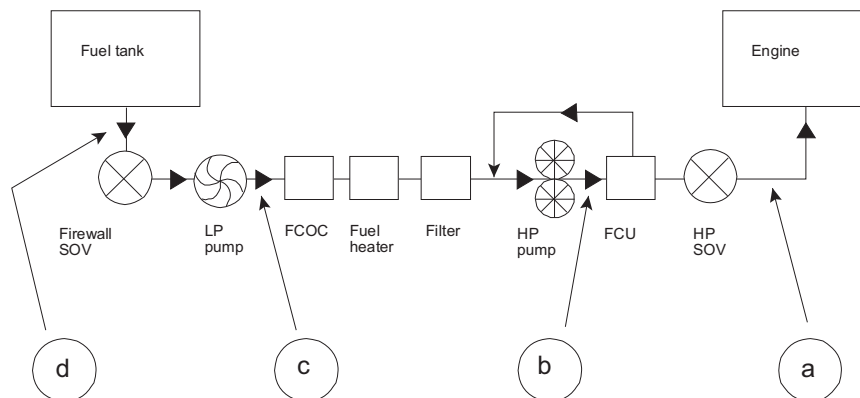 Fuel tank
Engine
Firewall
SOV
LP
pump
FCOC
Fuel
heater
Filter
HP
pump
FCU
HP
SOV
d
c
b
a